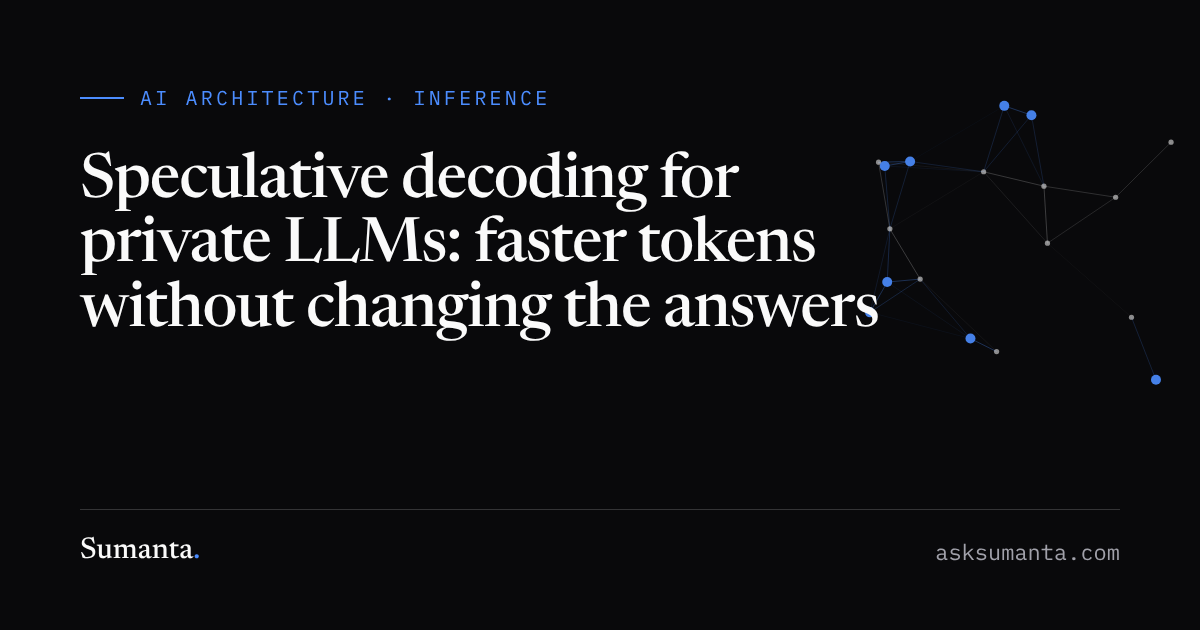 AI ARCHITECTURE · INFERENCE
Speculative decoding for
private LLMs: faster tokens
without changing the answers
Sumanta.
asksumanta.com